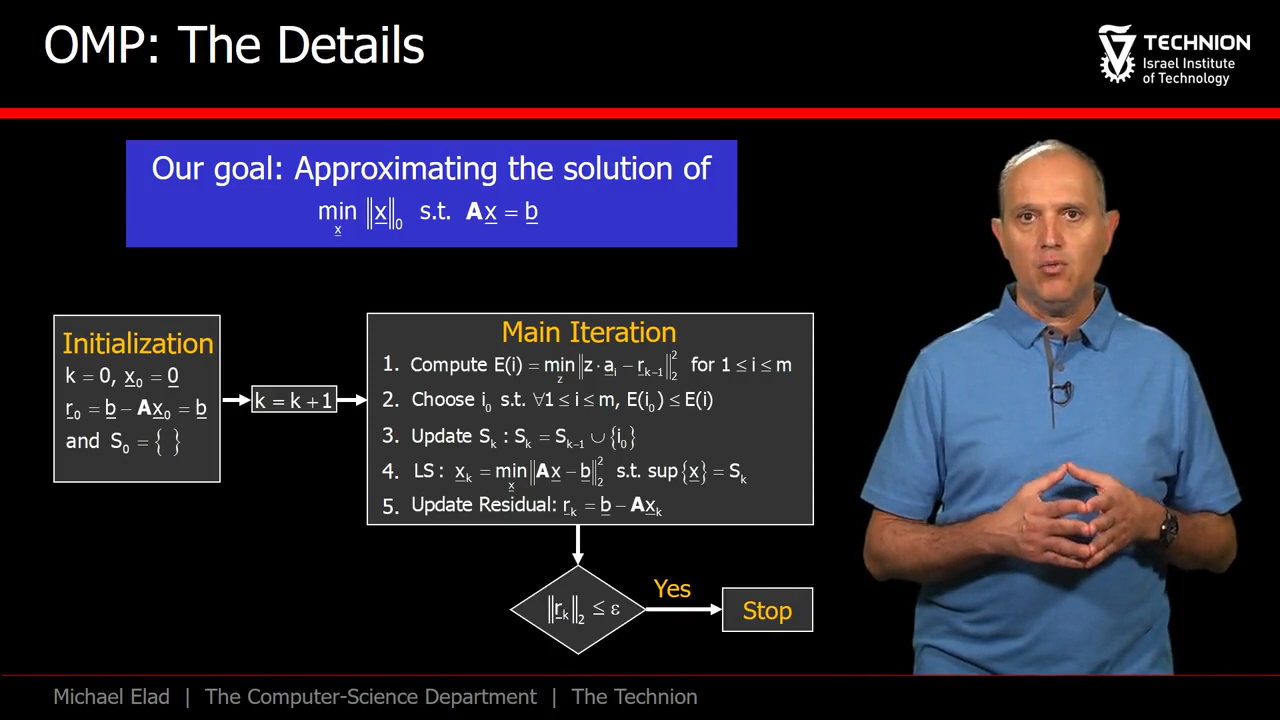 OMP: The Details
TECHNION
Israel Institute
of Technology
Our goal: Approximating the solution of
min_x ‖x‖₀ s.t. Ax = b
Initialization
k = 0, x₀ = 0
r₀ = b − Ax₀ = b
and S₀ = { }
k = k + 1
Main Iteration
1. Compute E(i) = min_z ‖z · aᵢ − rₖ₋₁‖₂² for 1 ≤ i ≤ m
2. Choose i₀ s.t. ∀1 ≤ i ≤ m, E(i₀) ≤ E(i)
3. Update Sₖ : Sₖ = Sₖ₋₁ ∪ {i₀}
4. LS : xₖ = min_x ‖Ax − b‖₂² s.t. sup{x} = Sₖ
5. Update Residual: rₖ = b − Axₖ
‖rₖ‖₂ ≤ ε
Yes
Stop
Michael Elad | The Computer-Science Department | The Technion